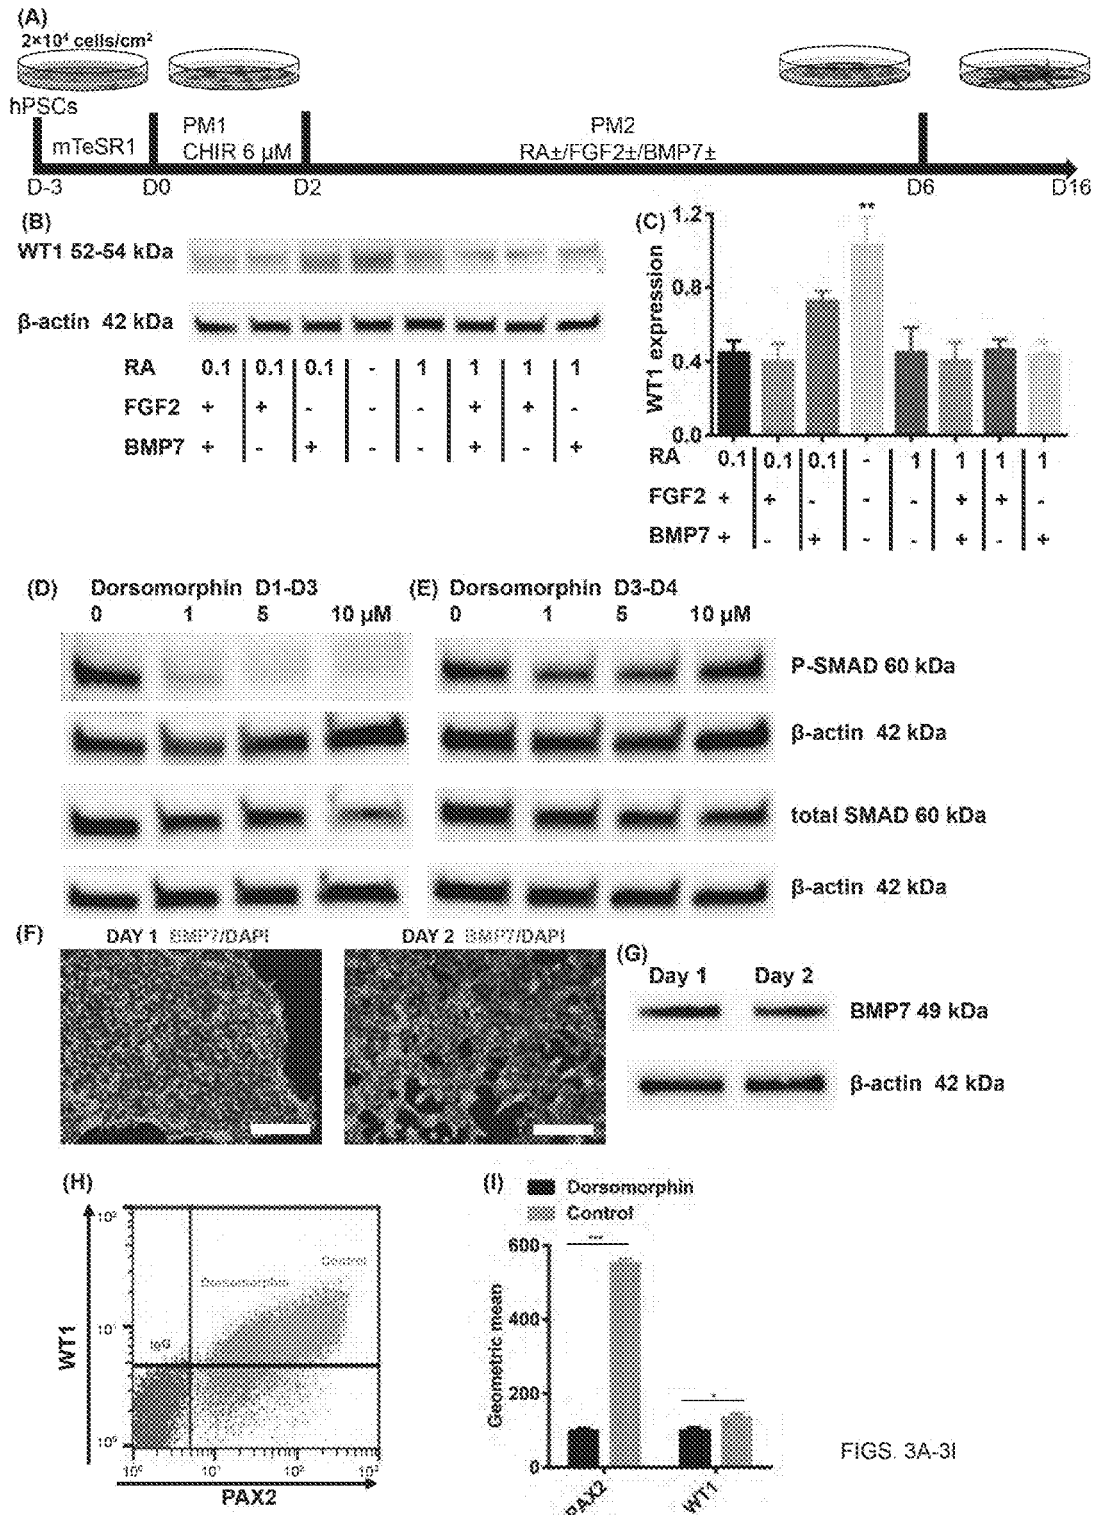 (A)
2×10⁴ cells/cm²
hPSCs
mTeSR1
PM1
CHIR 6 µM
PM2
RA±/FGF2±/BMP7±
D-3 D0 D2 D6 D16
(B)
WT1 52-54 kDa
β-actin 42 kDa
RA 0.1 0.1 0.1 - 1 1 1 1
FGF2 + + - - - + + -
BMP7 + - + - - + - +
(C)
WT1 expression
**
1.2
0.8
0.4
0.0
RA 0.1 0.1 0.1 - 1 1 1 1
FGF2 + + - - - + + -
BMP7 + - + - - + - +
(D) Dorsomorphin D1-D3
0 1 5 10 µM
(E) Dorsomorphin D3-D4
0 1 5 10 µM
P-SMAD 60 kDa
β-actin 42 kDa
total SMAD 60 kDa
β-actin 42 kDa
(F)
DAY 1 BMP7/DAPI
DAY 2 BMP7/DAPI
(G)
Day 1 Day 2
BMP7 49 kDa
β-actin 42 kDa
(H)
WT1
10¹
10⁰
Control
Dorsomorphin
IgG
10⁰ 10¹ 10² 10³
PAX2
(I)
Dorsomorphin
Control
Geometric mean
600
400
200
0
***
*
PAX2
WT1
FIGS. 3A-3I